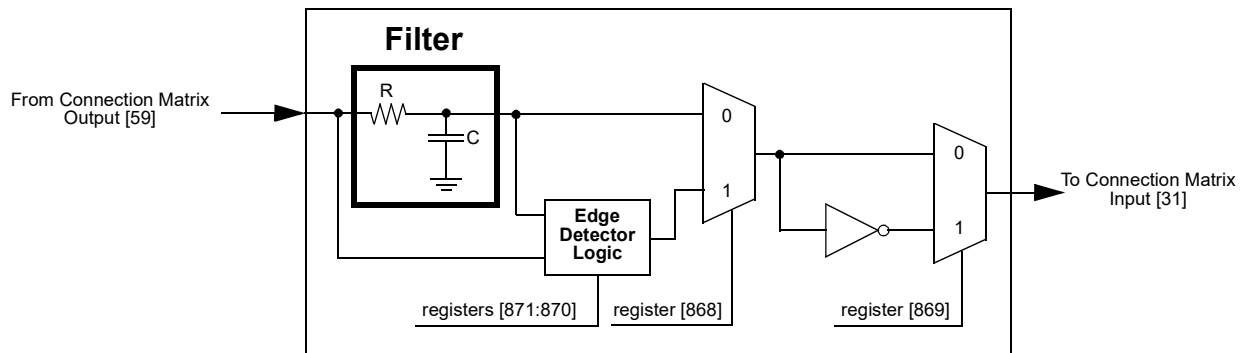 Filter
R
C
From Connection Matrix
Output [59]
0
1
Edge
Detector
Logic
0
1
To Connection Matrix
Input [31]
registers [871:870]
register [868]
register [869]